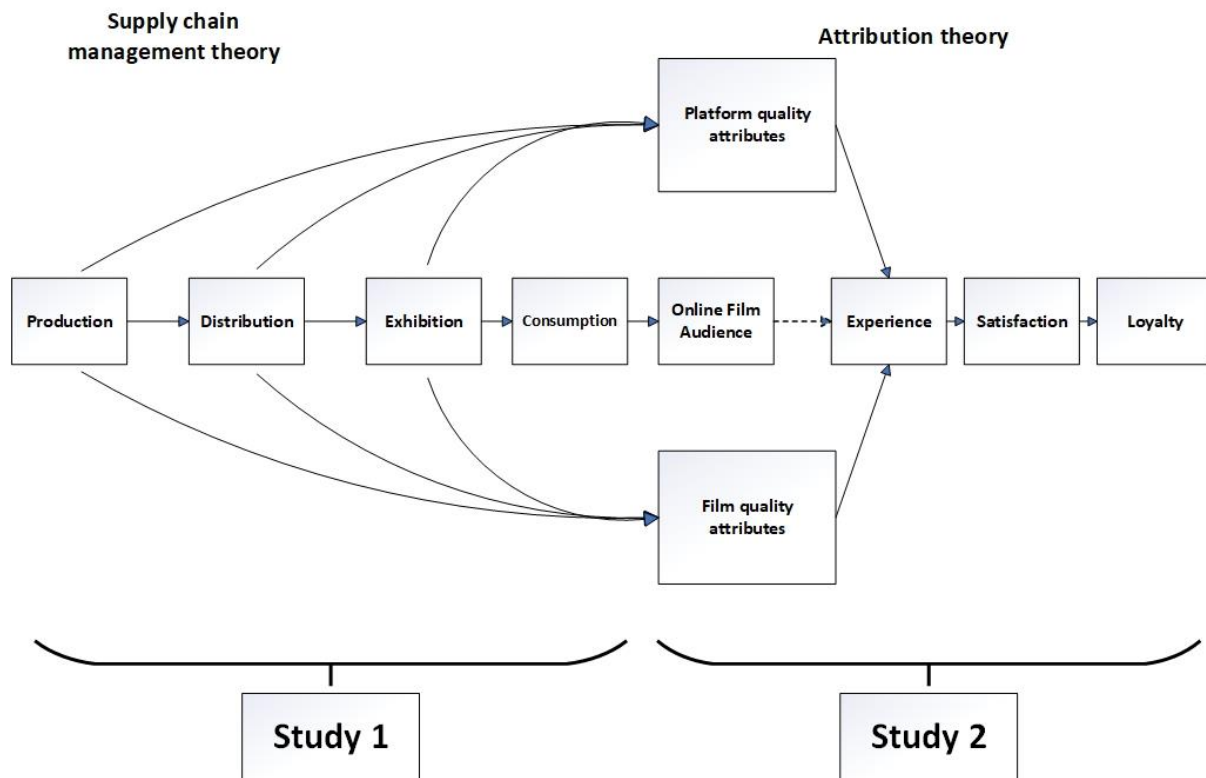 Supply chain
management theory
Attribution theory
Platform quality
attributes
Production
Distribution
Exhibition
Consumption
Online Film
Audience
Experience
Satisfaction
Loyalty
Film quality
attributes
Study 1
Study 2